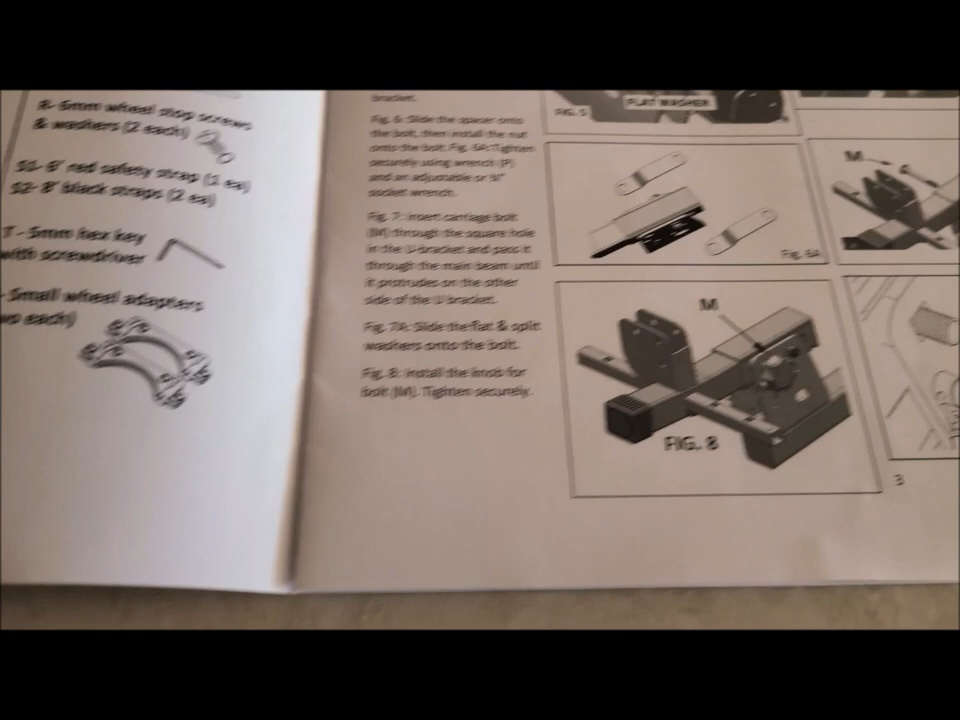 R- 6mm wheel stop screws
& washers (2 each)
S1- 6' red safety strap (1 ea)
S2- 8' black straps (2 ea)
T - 5mm hex key
with screwdriver
- Small wheel adapters
each)
bracket.
Fig. 6: Slide the spacer onto
the bolt, then install the nut
onto the bolt. Fig. 6A: Tighten
securely using wrench (P)
and an adjustable or
socket wrench.
Fig. 7: Insert carriage bolt
(M) through the square hole
in the U-bracket and pass it
through the main beam until
it protrudes on the other
side of the U bracket.
Fig. 7A: Slide the flat & split
washers onto the bolt.
Fig. 8: Install the knob for
bolt (M). Tighten securely.
FIG. 5
FLAT WASHER
Fig. 6A
M
M
FIG. 8
3